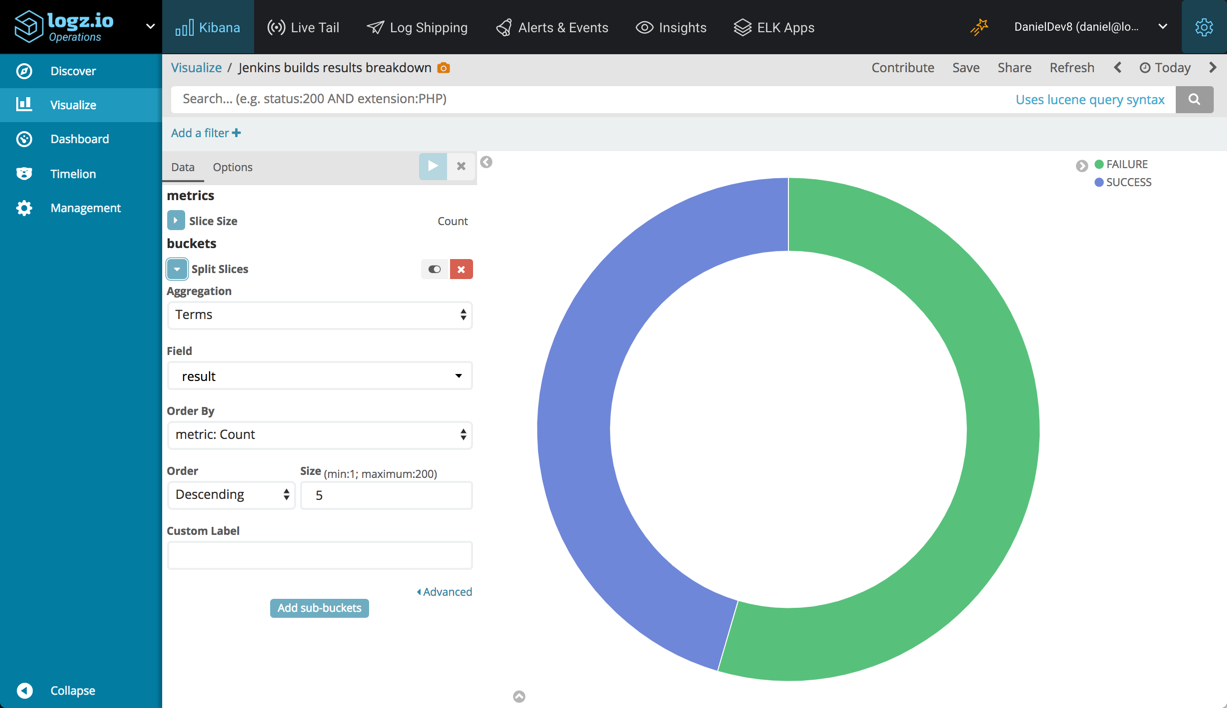 logz.io
Operations
Kibana
Live Tail
Log Shipping
Alerts & Events
Insights
ELK Apps
DanielDev8 (daniel@lo...
Discover
Visualize
Dashboard
Timelion
Management
Collapse
Visualize / Jenkins builds results breakdown
Contribute
Save
Share
Refresh
Today
Search... (e.g. status:200 AND extension:PHP)
Uses lucene query syntax
Add a filter +
Data
Options
metrics
Slice Size
Count
buckets
Split Slices
Aggregation
Terms
Field
result
Order By
metric: Count
Order
Size (min:1; maximum:200)
Descending
5
Custom Label
Advanced
Add sub-buckets
FAILURE
SUCCESS